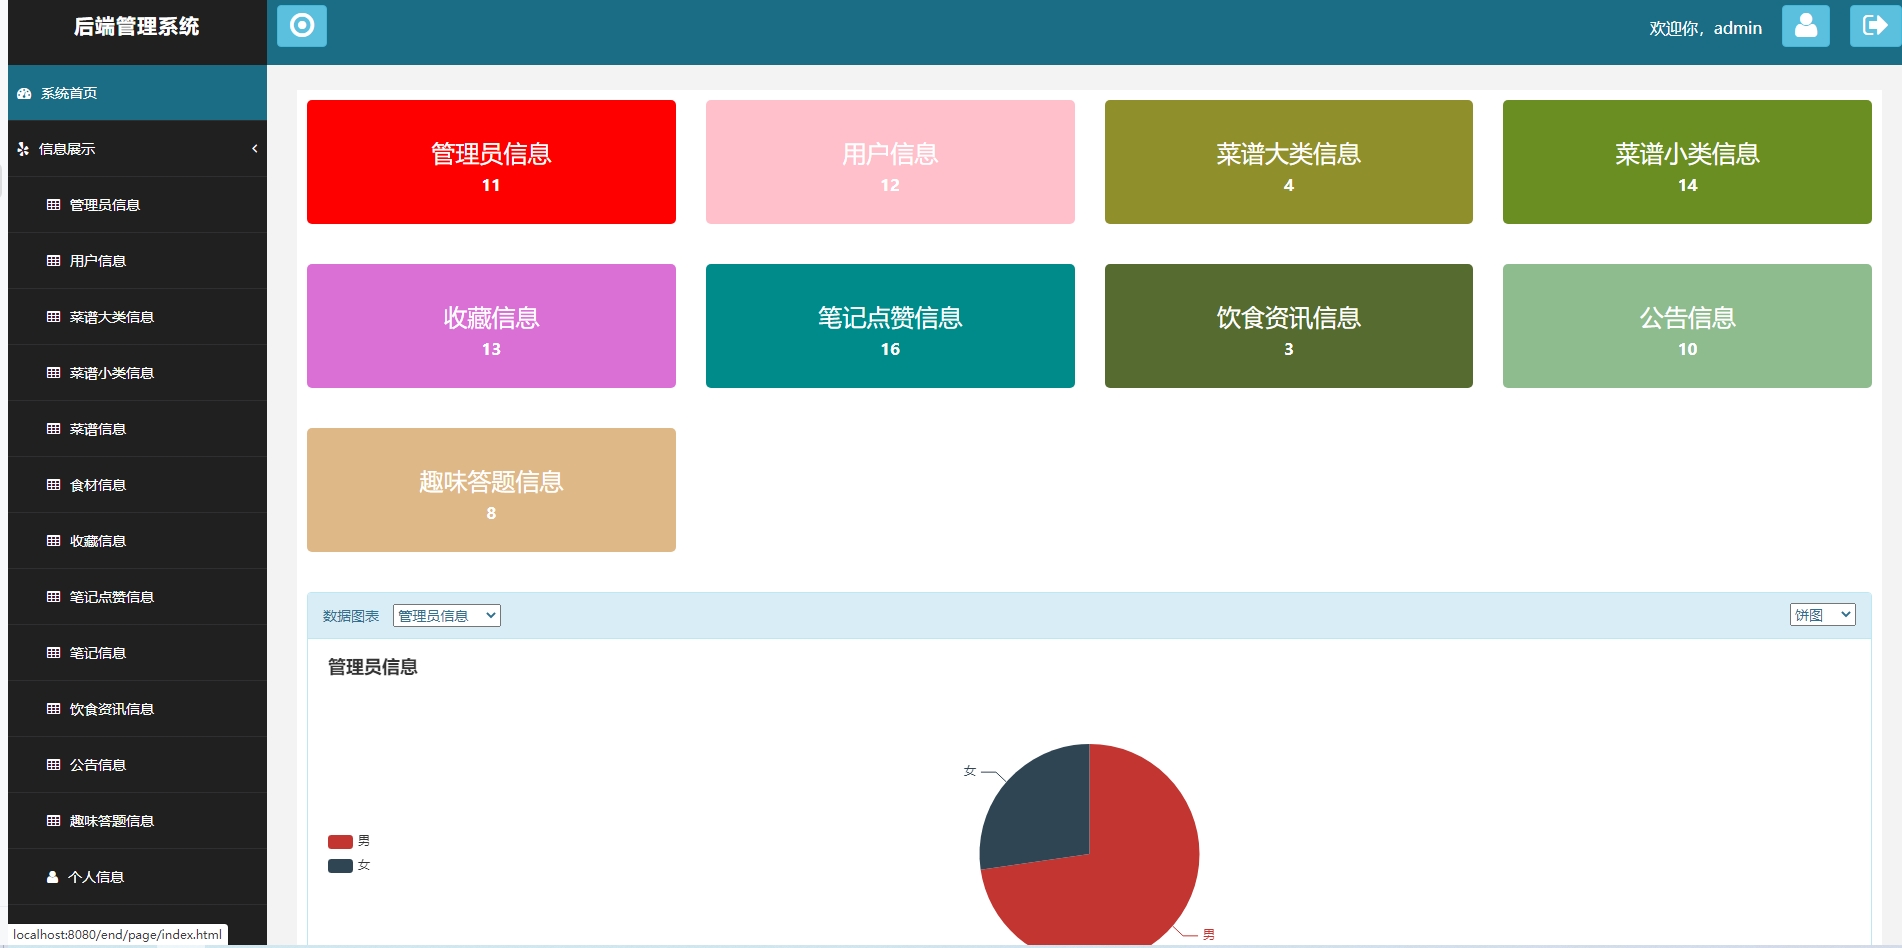 后端管理系统
欢迎你，admin
系统首页
信息展示
管理员信息
用户信息
菜谱大类信息
菜谱小类信息
菜谱信息
食材信息
收藏信息
笔记点赞信息
笔记信息
饮食资讯信息
公告信息
趣味答题信息
个人信息
管理员信息
11
用户信息
12
菜谱大类信息
4
菜谱小类信息
14
收藏信息
13
笔记点赞信息
16
饮食资讯信息
3
公告信息
10
趣味答题信息
8
数据图表 管理员信息
饼图
管理员信息
男
女
女
男
localhost:8080/end/page/index.html